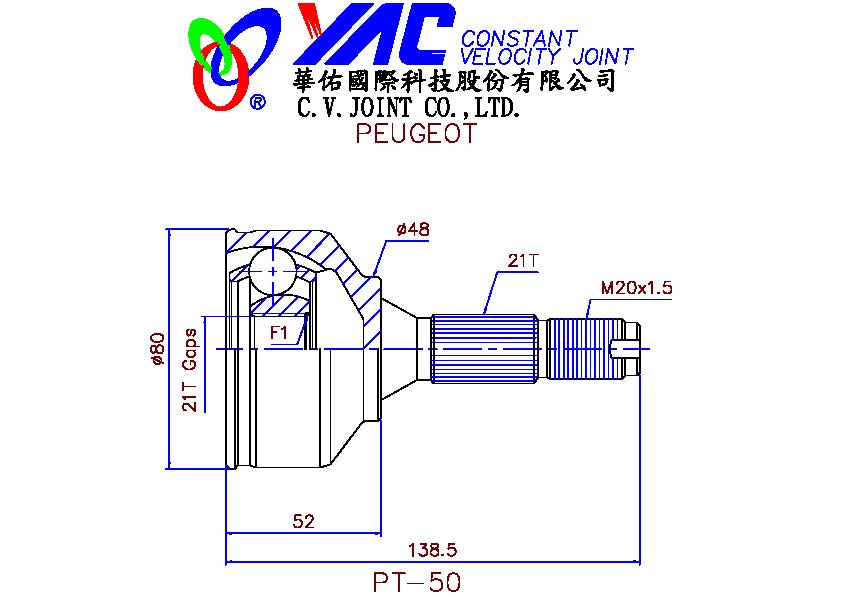 YAC CONSTANT
VELOCITY JOINT
®
華佑國際科技股份有限公司
C.V.JOINT CO.,LTD.
PEUGEOT
ø48
21T
M20x1.5
F1
ø80
21T Gaps
52
138.5
PT-50